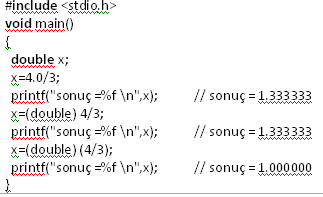 #include <stdio.h>
void main()
{
double x;
x=4.0/3;
printf("sonuç =%f \n",x); // sonuç = 1.333333
x=(double) 4/3;
printf("sonuç =%f \n",x); // sonuç = 1.333333
x=(double) (4/3);
printf("sonuç =%f \n",x); // sonuç = 1.000000
}